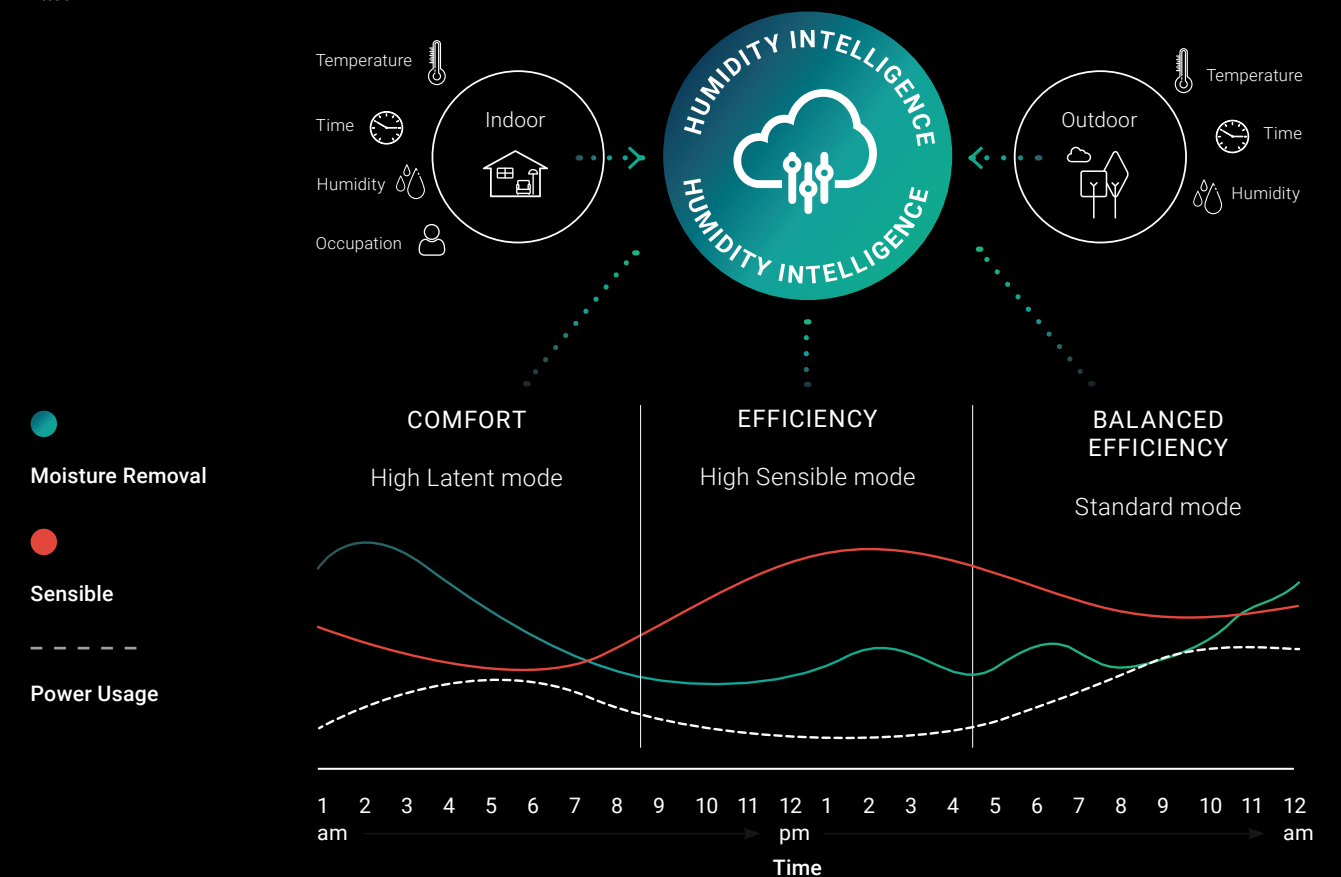 HUMIDITY INTELLIGENCE
HUMIDITY INTELLIGENCE
Temperature
Time
Humidity
Occupation
Indoor
Outdoor
Temperature
Time
Humidity
Moisture Removal
Sensible
Power Usage
COMFORT
High Latent mode
EFFICIENCY
High Sensible mode
BALANCED
EFFICIENCY
Standard mode
1 2 3 4 5 6 7 8 9 10 11 12 1 2 3 4 5 6 7 8 9 10 11 12
am pm am
Time